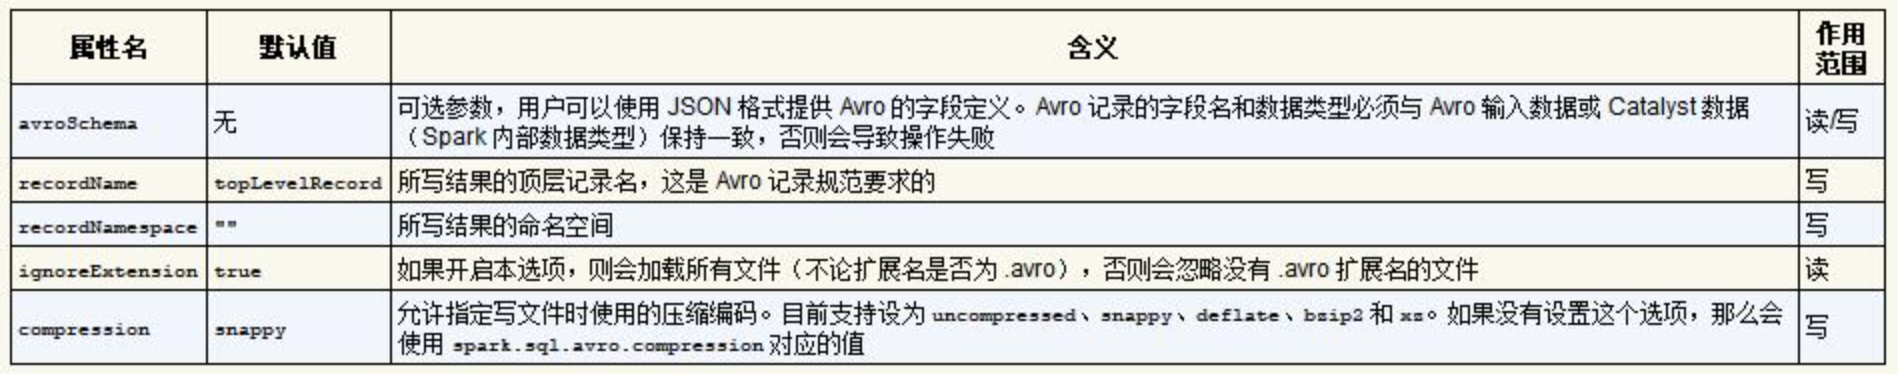 属性名 默认值 含义 作用
范围
avroSchema 无 可选参数，用户可以使用 JSON 格式提供 Avro 的字段定义。Avro 记录的字段名和数据类型必须与 Avro 输入数据或 Catalyst 数据
（Spark 内部数据类型）保持一致，否则会导致操作失败 读/写
recordName topLevelRecord 所写结果的顶层记录名，这是 Avro 记录规范要求的 写
recordNamespace "" 所写结果的命名空间 写
ignoreExtension true 如果开启本选项，则会加载所有文件（不论扩展名是否为 .avro），否则会忽略没有 .avro 扩展名的文件 读
compression snappy 允许指定写文件时使用的压缩编码。目前支持设为 uncompressed、snappy、deflate、bzip2 和 xz。如果没有设置这个选项，那么会
使用 spark.sql.avro.compression 对应的值 写